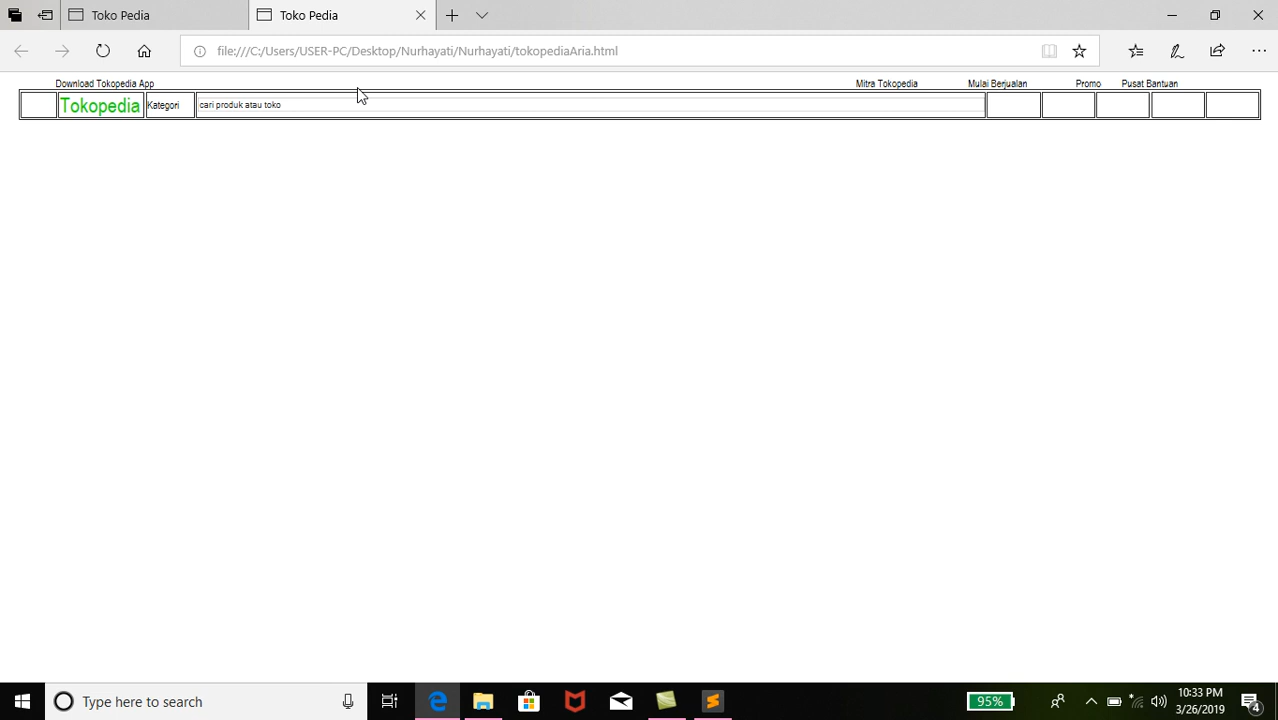 Toko Pedia
Toko Pedia
file:///C:/Users/USER-PC/Desktop/Nurhayati/Nurhayati/tokopediaAria.html
Download Tokopedia App Mitra Tokopedia Mulai Berjualan Promo Pusat Bantuan
Tokopedia Kategori cari produk atau toko
Type here to search
95%
10:33 PM
3/26/2019
4